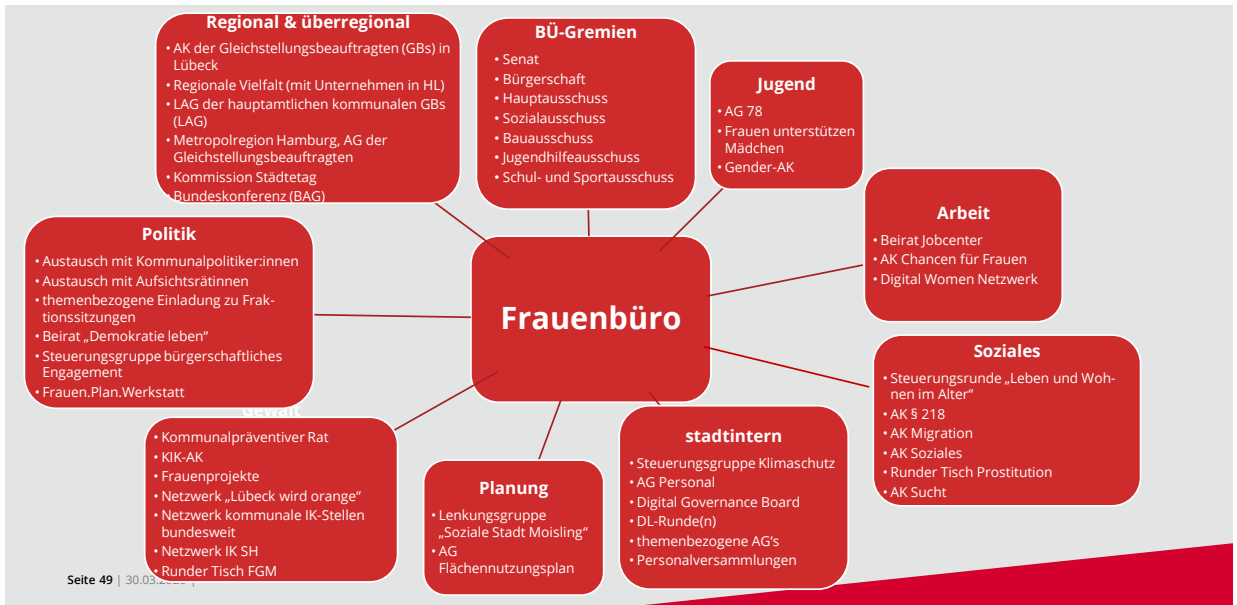 Regional & überregional
• AK der Gleichstellungsbeauftragten (GBs) in
Lübeck
• Regionale Vielfalt (mit Unternehmen in HL)
• LAG der hauptamtlichen kommunalen GBs
(LAG)
• Metropolregion Hamburg, AG der
Gleichstellungsbeauftragten
• Kommission Städtetag
• Bundeskonferenz (BAG)
BÜ-Gremien
• Senat
• Bürgerschaft
• Hauptausschuss
• Sozialausschuss
• Bauausschuss
• Jugendhilfeausschuss
• Schul- und Sportausschuss
Jugend
• AG 78
• Frauen unterstützen
Mädchen
• Gender-AK
Arbeit
• Beirat Jobcenter
• AK Chancen für Frauen
• Digital Women Netzwerk
Politik
• Austausch mit Kommunalpolitiker:innen
• Austausch mit Aufsichtsrätinnen
• themenbezogene Einladung zu Frak-
tionssitzungen
• Beirat „Demokratie leben“
• Steuerungsgruppe bürgerschaftliches
Engagement
• Frauen.Plan.Werkstatt
Frauenbüro
Soziales
• Steuerungsrunde „Leben und Woh-
nen im Alter“
• AK § 218
• AK Migration
• AK Soziales
• Runder Tisch Prostitution
• AK Sucht
Gewalt
• Kommunalpräventiver Rat
• KIK-AK
• Frauenprojekte
• Netzwerk „Lübeck wird orange“
• Netzwerk kommunale IK-Stellen
bundesweit
• Netzwerk IK SH
• Runder Tisch FGM
Planung
• Lenkungsgruppe
„Soziale Stadt Moisling“
• AG
Flächennutzungsplan
stadtintern
• Steuerungsgruppe Klimaschutz
• AG Personal
• Digital Governance Board
• DL-Runde(n)
• themenbezogene AG’s
• Personalversammlungen
Seite 49 | 30.03. |